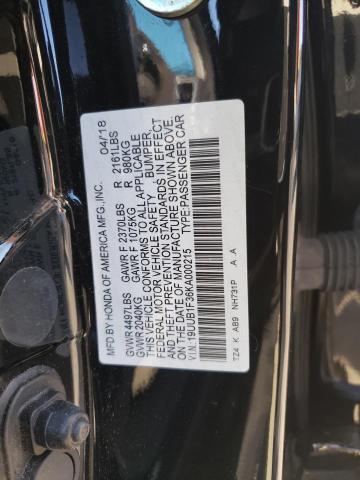 MFD.BY HONDA OF AMERICA MFG.,INC. 04/18
GVWR 4497LBS GAWR F 2370LBS R 2161LBS
GVWR 2040KG GAWR F 1075KG R 980KG
THIS VEHICLE CONFORMS TO ALL APPLICABLE
FEDERAL MOTOR VEHICLE SAFETY , BUMPER,
AND THEFT PREVENTION STANDARDS IN EFFECT
ON THE DATE OF MANUFACTURE SHOWN ABOVE.
VIN:19UUB1F38KA000215 TYPE:PASSENGER CAR
TZ4 K AB9 NH731P A .A